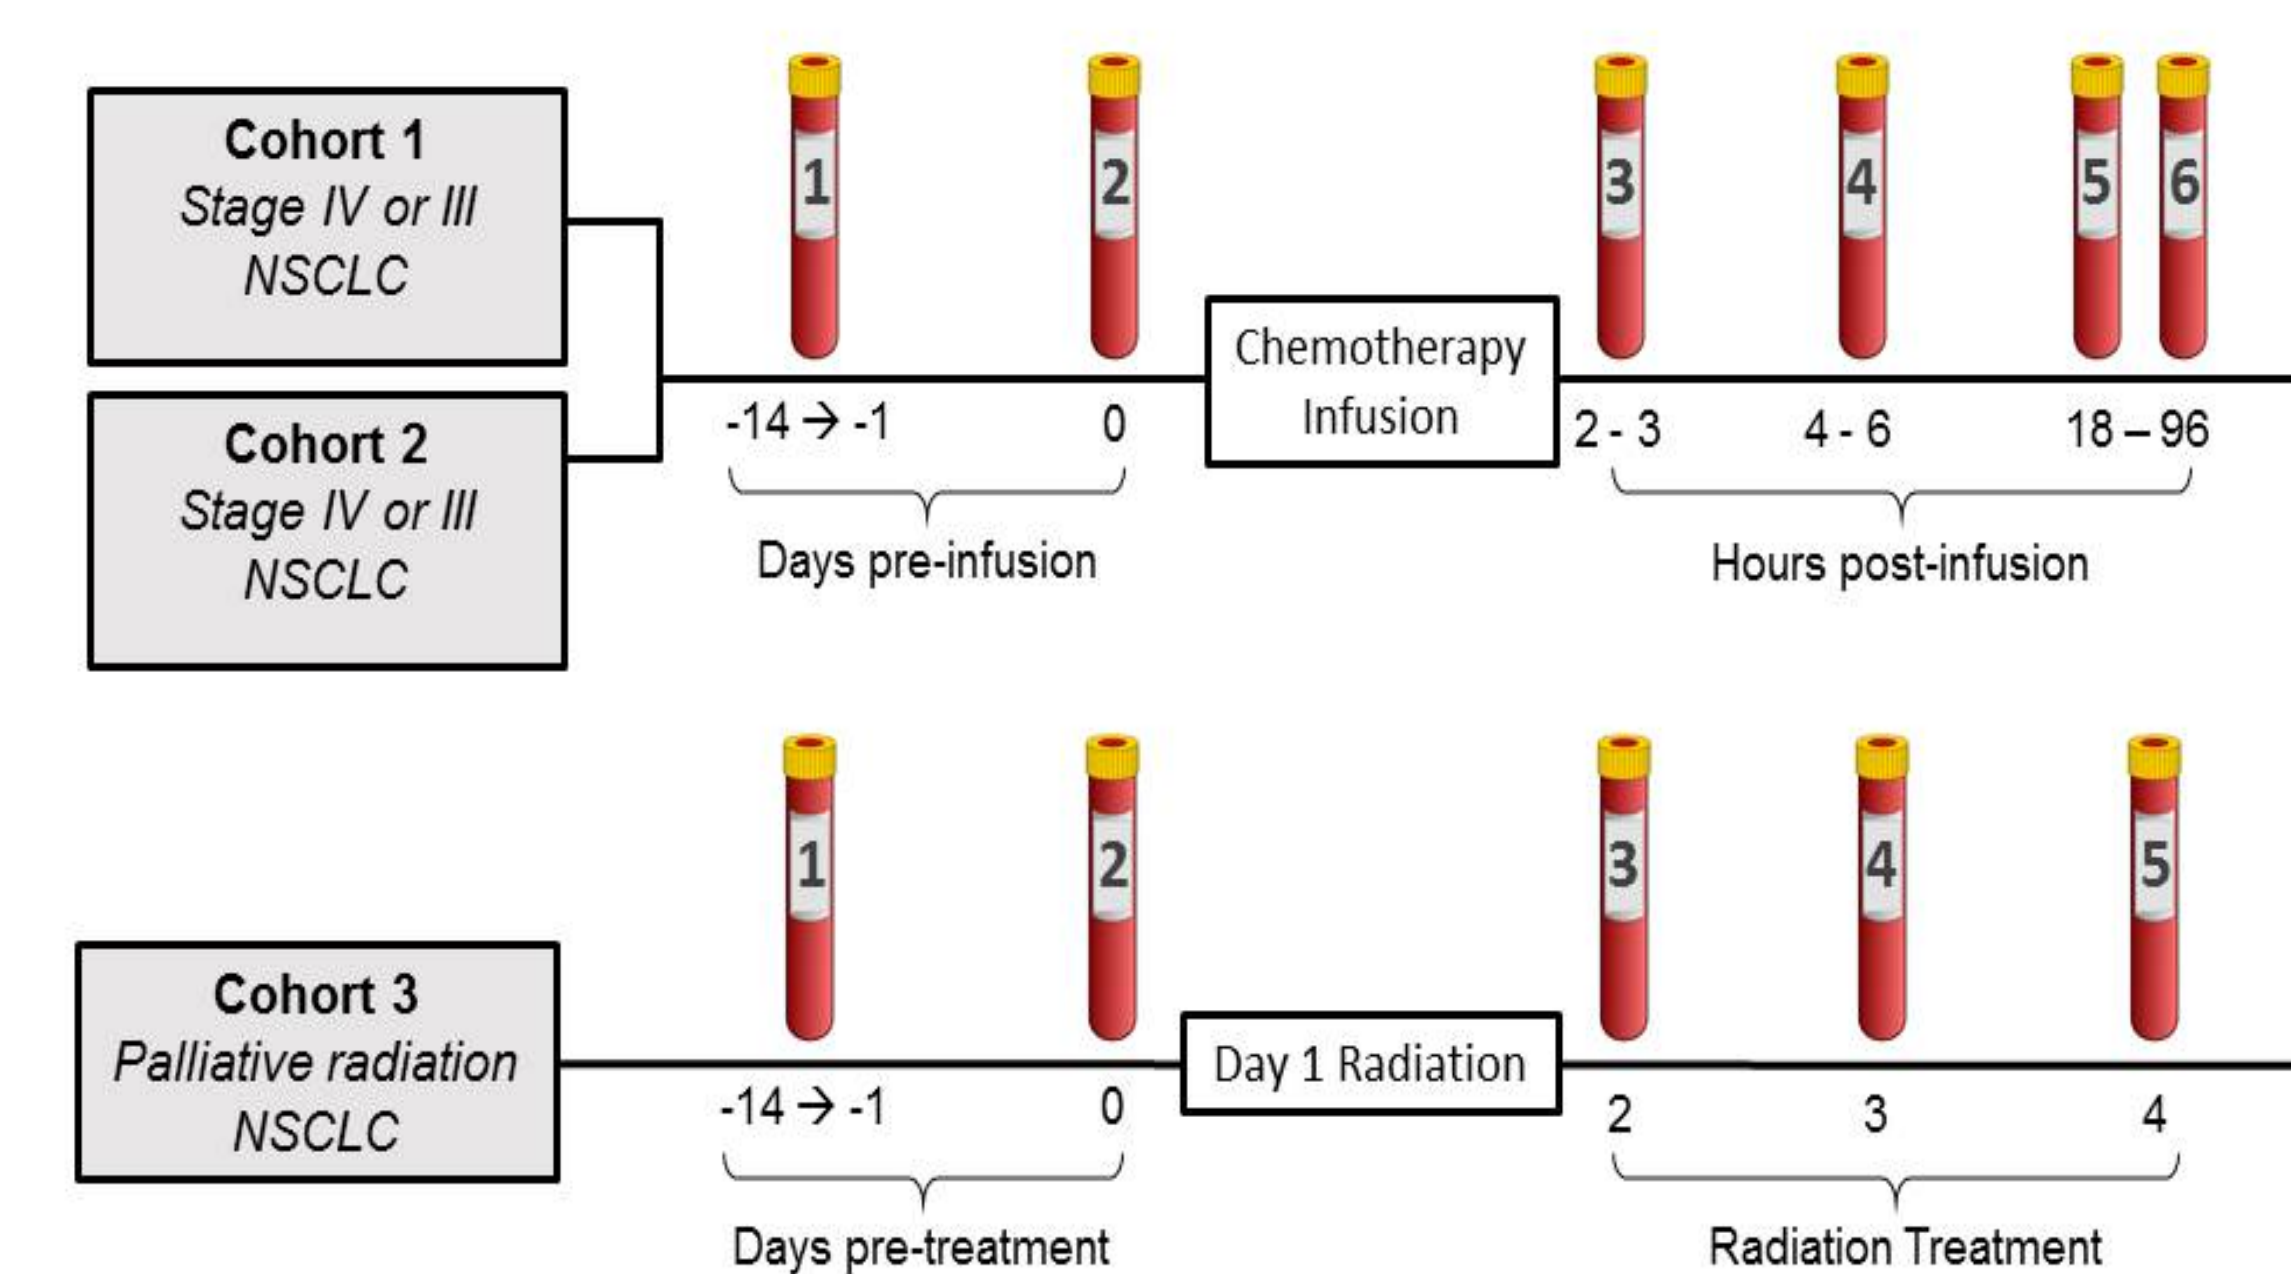 Cohort 1
Stage IV or III
NSCLC
Cohort 2
Stage IV or III
NSCLC
1
2
Chemotherapy
Infusion
3
4
5
6
-14 → -1
0
2 - 3
4 - 6
18 – 96
Days pre-infusion
Hours post-infusion
Cohort 3
Palliative radiation
NSCLC
1
2
Day 1 Radiation
3
4
5
-14 → -1
0
2
3
4
Days pre-treatment
Radiation Treatment